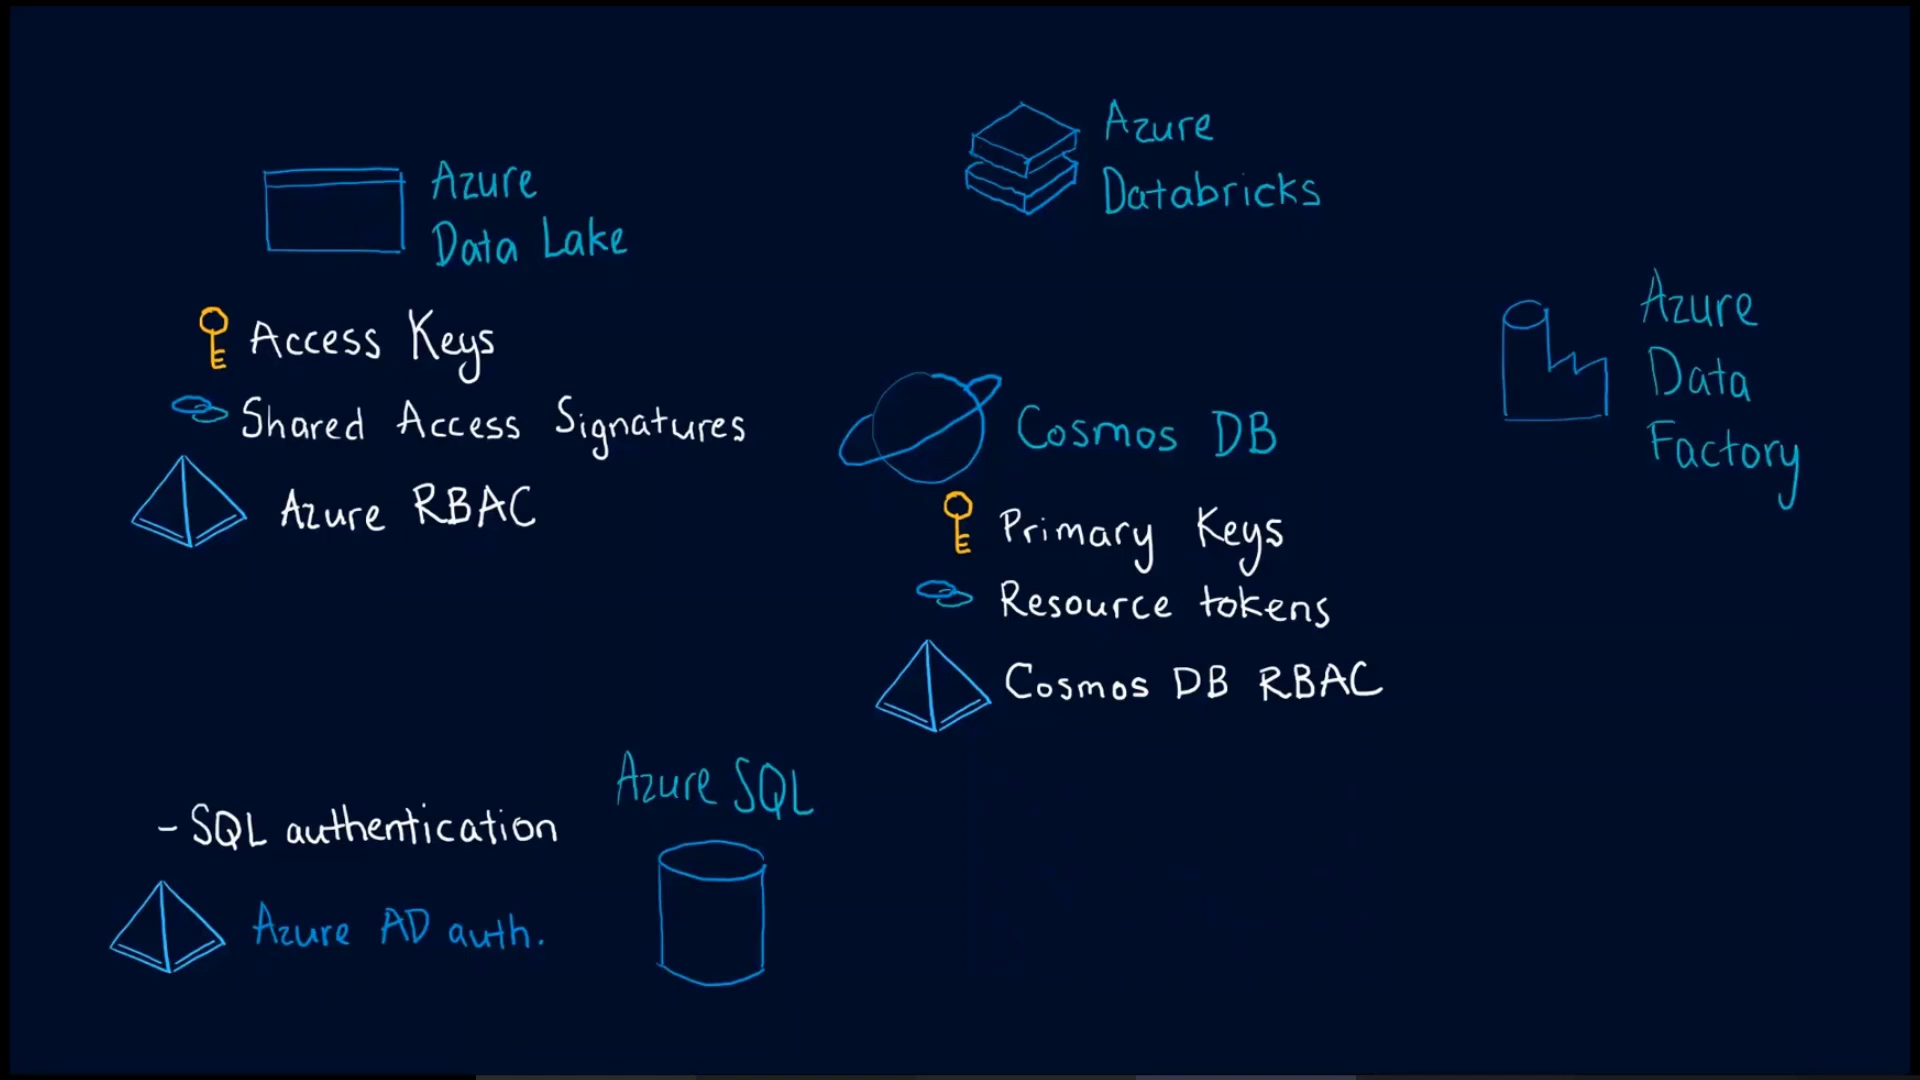 Azure
Data Lake
Access Keys
Shared Access Signatures
Azure RBAC
Azure
Databricks
Cosmos DB
Primary Keys
Resource tokens
Cosmos DB RBAC
Azure
Data
Factory
Azure SQL
- SQL authentication
Azure AD auth.